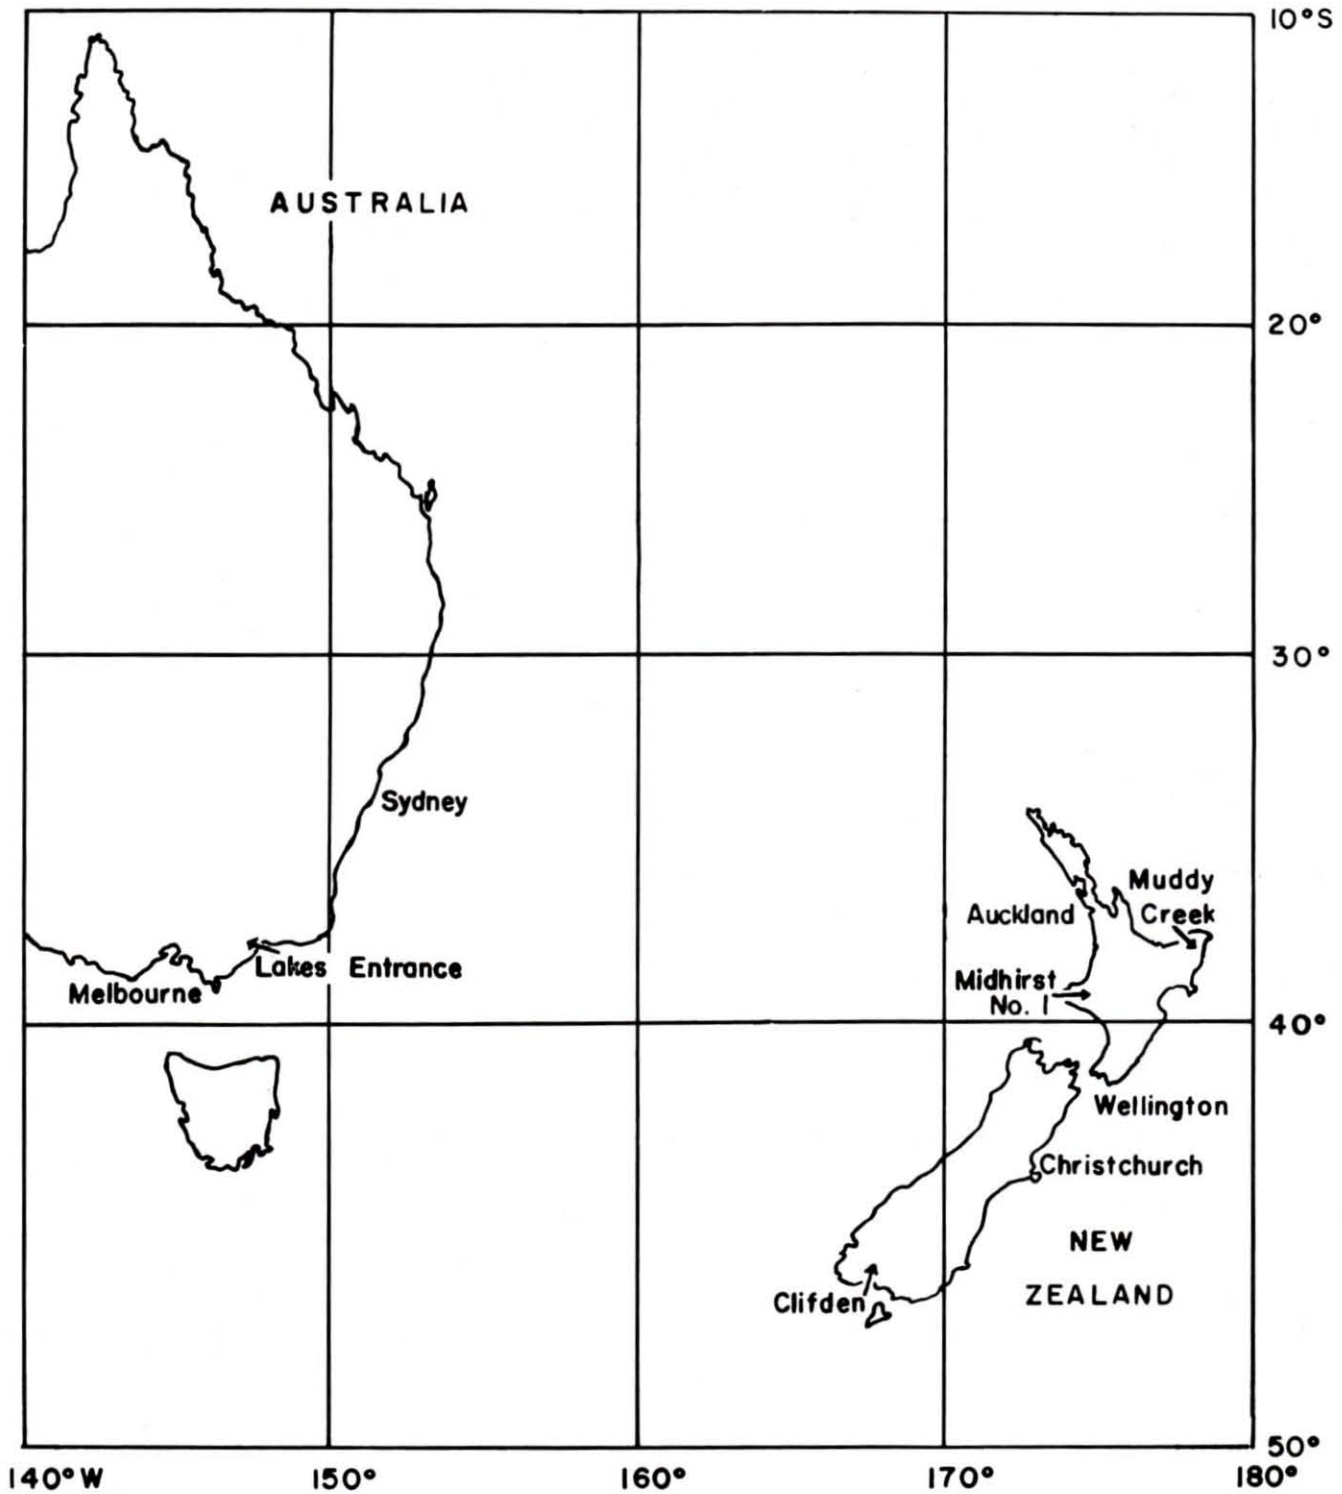 10°S
AUSTRALIA
20°
30°
Sydney
Muddy
Auckland Creek
Lakes Entrance
Midhirst
Melbourne
No. 1
40°
Wellington
Christchurch
NEW
Clifden
ZEALAND
50°
140°W 150° 160° 170° 180°